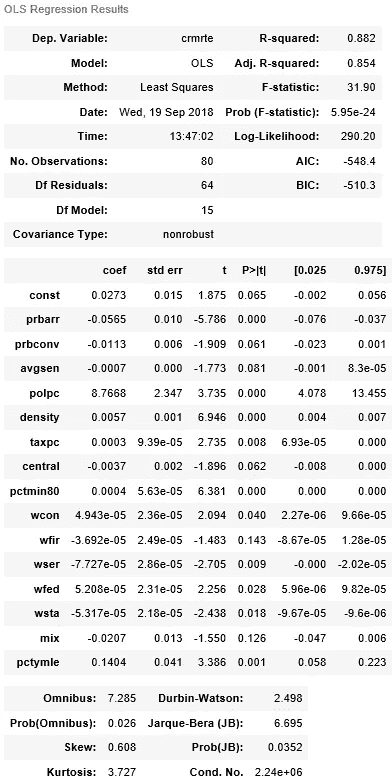 OLS Regression Results
Dep. Variable: crmrte R-squared: 0.882
Model: OLS Adj. R-squared: 0.854
Method: Least Squares F-statistic: 31.90
Date: Wed, 19 Sep 2018 Prob (F-statistic): 5.95e-24
Time: 13:47:02 Log-Likelihood: 290.20
No. Observations: 80 AIC: -548.4
Df Residuals: 64 BIC: -510.3
Df Model: 15
Covariance Type: nonrobust
coef std err t P>|t| [0.025 0.975]
const 0.0273 0.015 1.875 0.065 -0.002 0.056
prbarr -0.0565 0.010 -5.786 0.000 -0.076 -0.037
prbconv -0.0113 0.006 -1.909 0.061 -0.023 0.001
avgsen -0.0007 0.000 -1.773 0.081 -0.001 8.3e-05
polpc 8.7668 2.347 3.735 0.000 4.078 13.455
density 0.0057 0.001 6.946 0.000 0.004 0.007
taxpc 0.0003 9.39e-05 2.735 0.008 6.93e-05 0.000
central -0.0037 0.002 -1.896 0.062 -0.008 0.000
pctmin80 0.0004 5.63e-05 6.381 0.000 0.000 0.000
wcon 4.943e-05 2.36e-05 2.094 0.040 2.27e-06 9.66e-05
wfir -3.692e-05 2.49e-05 -1.483 0.143 -8.67e-05 1.28e-05
wser -7.727e-05 2.86e-05 -2.705 0.009 -0.000 -2.02e-05
wfed 5.208e-05 2.31e-05 2.256 0.028 5.96e-06 9.82e-05
wsta -5.317e-05 2.18e-05 -2.438 0.018 -9.67e-05 -9.6e-06
mix -0.0207 0.013 -1.550 0.126 -0.047 0.006
pctymle 0.1404 0.041 3.386 0.001 0.058 0.223
Omnibus: 7.285 Durbin-Watson: 2.498
Prob(Omnibus): 0.026 Jarque-Bera (JB): 6.695
Skew: 0.608 Prob(JB): 0.0352
Kurtosis: 3.727 Cond. No. 2.24e+06